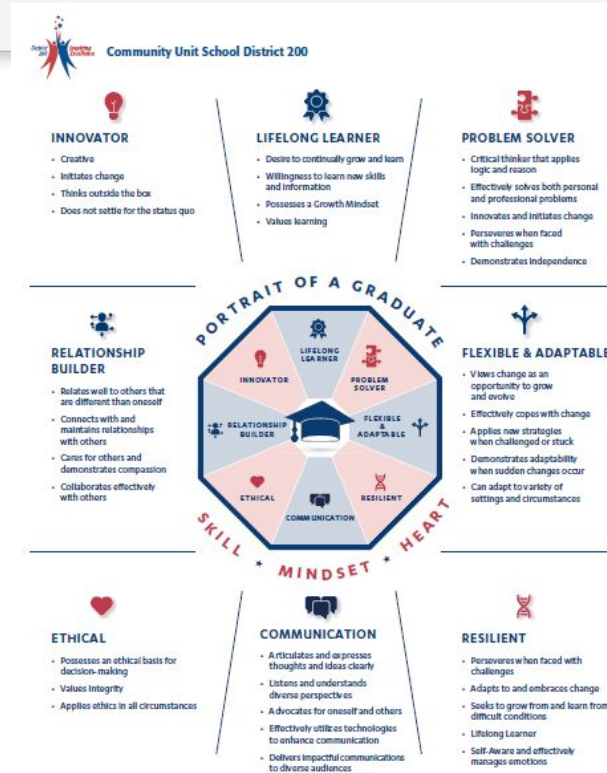 District
200
Inspiring
Excellence
Community Unit School District 200
INNOVATOR
• Creative
• Initiates change
• Thinks outside the box
• Does not settle for the status quo
LIFELONG LEARNER
• Desire to continually grow and learn
• Willingness to learn new skills
and information
• Possesses a Growth Mindset
• Values learning
PROBLEM SOLVER
• Critical thinker that applies
logic and reason
• Effectively solves both personal
and professional problems
• Innovates and initiates change
• Perseveres when faced
with challenges
• Demonstrates independence
RELATIONSHIP
BUILDER
• Relates well to others that
are different than oneself
• Connects with and
maintains relationships
with others
• Cares for others and
demonstrates compassion
• Collaborates effectively
with others
PORTRAIT OF A GRADUATE
LIFELONG
LEARNER
INNOVATOR
PROBLEM
SOLVER
RELATIONSHIP
BUILDER
FLEXIBLE
&
ADAPTABLE
ETHICAL
RESILIENT
COMMUNICATION
SKILL * MINDSET * HEART
FLEXIBLE & ADAPTABLE
• Views change as an
opportunity to grow
and evolve
• Effectively copes with change
• Applies new strategies
when challenged or stuck
• Demonstrates adaptability
when sudden changes occur
• Can adapt to variety of
settings and circumstances
ETHICAL
• Possesses an ethical basis for
decision-making
• Values integrity
• Applies ethics in all circumstances
COMMUNICATION
• Articulates and expresses
thoughts and ideas clearly
• Listens and understands
diverse perspectives
• Advocates for oneself and others
• Effectively utilizes technologies
to enhance communication
• Delivers impactful communications
to diverse audiences
RESILIENT
• Perseveres when faced with
challenges
• Adapts to and embraces change
• Seeks to grow from and learn from
difficult conditions
• Lifelong Learner
• Self-Aware and effectively
manages emotions